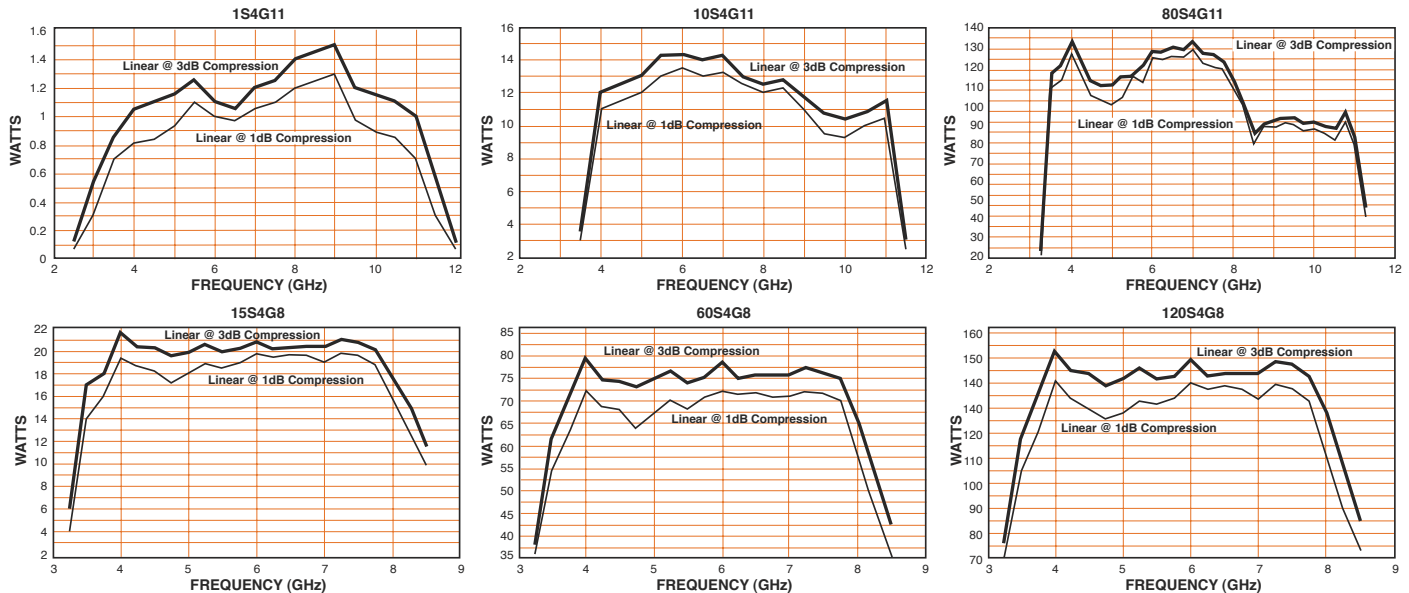 1S4G11
WATTS
1.6
1.4
1.2
1
0.8
0.6
0.4
0.2
0
Linear @ 3dB Compression
Linear @ 1dB Compression
2 4 6 8 10 12
FREQUENCY (GHz)
10S4G11
WATTS
16
14
12
10
14
8
6
4
2
Linear @ 3dB Compression
Linear @ 1dB Compression
2 4 6 8 10 12
FREQUENCY (GHz)
80S4G11
WATTS
140
130
120
110
100
90
80
70
60
50
40
30
20
Linear @ 3dB Compression
Linear @ 1dB Compression
2 4 6 8 10 12
FREQUENCY (GHz)
15S4G8
WATTS
22
20
18
16
14
12
10
8
6
4
2
Linear @ 3dB Compression
Linear @ 1dB Compression
3 4 5 6 7 8 9
FREQUENCY (GHz)
60S4G8
WATTS
85
80
75
70
65
60
55
50
45
40
35
Linear @ 3dB Compression
Linear @ 1dB Compression
3 4 5 6 7 8 9
FREQUENCY (GHz)
120S4G8
WATTS
160
150
140
140
120
110
100
90
80
70
Linear @ 3dB Compression
Linear @ 1dB Compression
3 4 5 6 7 8 9
FREQUENCY (GHz)